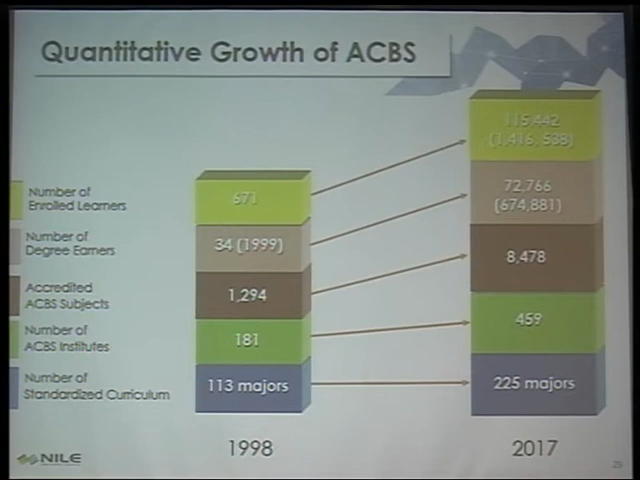 Quantitative Growth of ACBS
115,442
(1,416, 538)
Number of
Enrolled Learners
671
72,766
(674,881)
Number of
Degree Earners
34 (1999)
8,478
Accredited
ACBS Subjects
1,294
459
Number of
ACBS Institutes
181
225 majors
Number of
Standardized Curriculum
113 majors
1998
2017
NILE
25